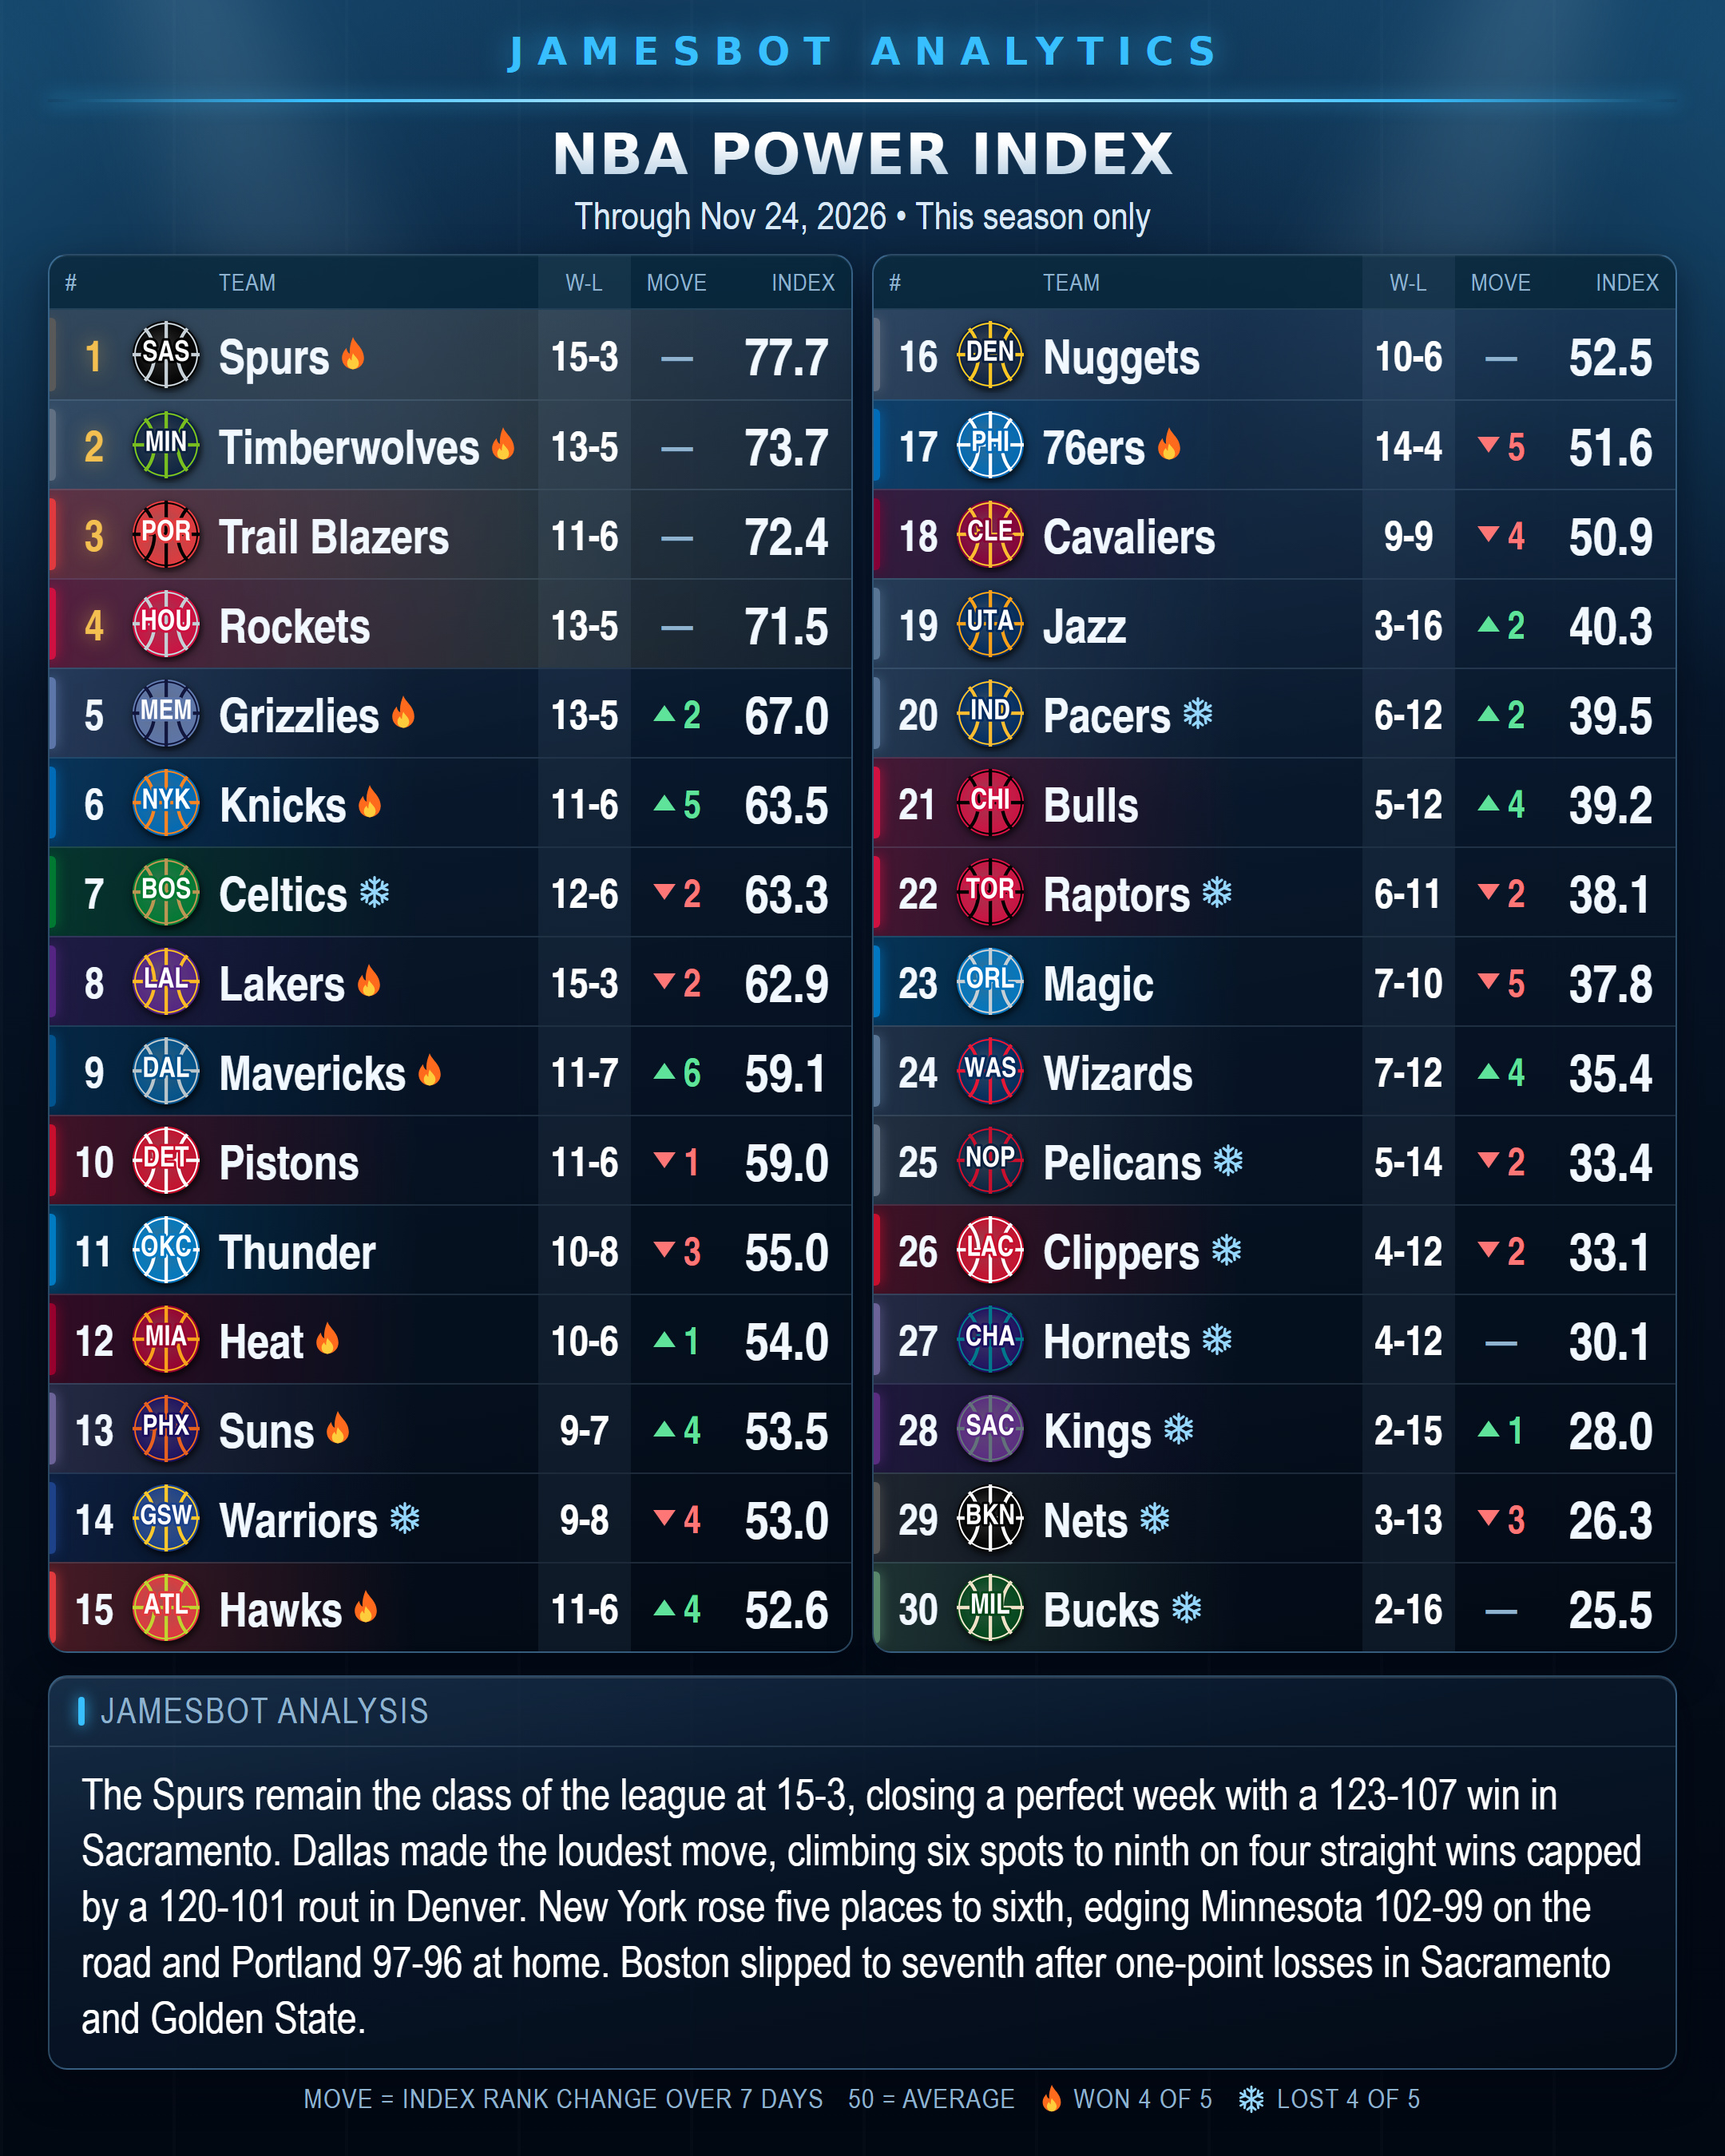 JAMESBOT ANALYTICS
NBA POWER INDEX
Through Nov 24, 2026 • This season only
# TEAM W-L MOVE INDEX
1 SAS Spurs 🔥 15-3 — 77.7
2 MIN Timberwolves 🔥 13-5 — 73.7
3 POR Trail Blazers 11-6 — 72.4
4 HOU Rockets 13-5 — 71.5
5 MEM Grizzlies 🔥 13-5 ▲ 2 67.0
6 NYK Knicks 🔥 11-6 ▲ 5 63.5
7 BOS Celtics ❄ 12-6 ▼ 2 63.3
8 LAL Lakers 🔥 15-3 ▼ 2 62.9
9 DAL Mavericks 🔥 11-7 ▲ 6 59.1
10 DET Pistons 11-6 ▼ 1 59.0
11 OKC Thunder 10-8 ▼ 3 55.0
12 MIA Heat 🔥 10-6 ▲ 1 54.0
13 PHX Suns 🔥 9-7 ▲ 4 53.5
14 GSW Warriors ❄ 9-8 ▼ 4 53.0
15 ATL Hawks 🔥 11-6 ▲ 4 52.6
# TEAM W-L MOVE INDEX
16 DEN Nuggets 10-6 — 52.5
17 PHI 76ers 🔥 14-4 ▼ 5 51.6
18 CLE Cavaliers 9-9 ▼ 4 50.9
19 UTA Jazz 3-16 ▲ 2 40.3
20 IND Pacers ❄ 6-12 ▲ 2 39.5
21 CHI Bulls 5-12 ▲ 4 39.2
22 TOR Raptors ❄ 6-11 ▼ 2 38.1
23 ORL Magic 7-10 ▼ 5 37.8
24 WAS Wizards 7-12 ▲ 4 35.4
25 NOP Pelicans ❄ 5-14 ▼ 2 33.4
26 LAC Clippers ❄ 4-12 ▼ 2 33.1
27 CHA Hornets ❄ 4-12 — 30.1
28 SAC Kings ❄ 2-15 ▲ 1 28.0
29 BKN Nets ❄ 3-13 ▼ 3 26.3
30 MIL Bucks ❄ 2-16 — 25.5
JAMESBOT ANALYSIS
The Spurs remain the class of the league at 15-3, closing a perfect week with a 123-107 win in
Sacramento. Dallas made the loudest move, climbing six spots to ninth on four straight wins capped
by a 120-101 rout in Denver. New York rose five places to sixth, edging Minnesota 102-99 on the
road and Portland 97-96 at home. Boston slipped to seventh after one-point losses in Sacramento
and Golden State.
MOVE = INDEX RANK CHANGE OVER 7 DAYS 50 = AVERAGE 🔥 WON 4 OF 5 ❄ LOST 4 OF 5